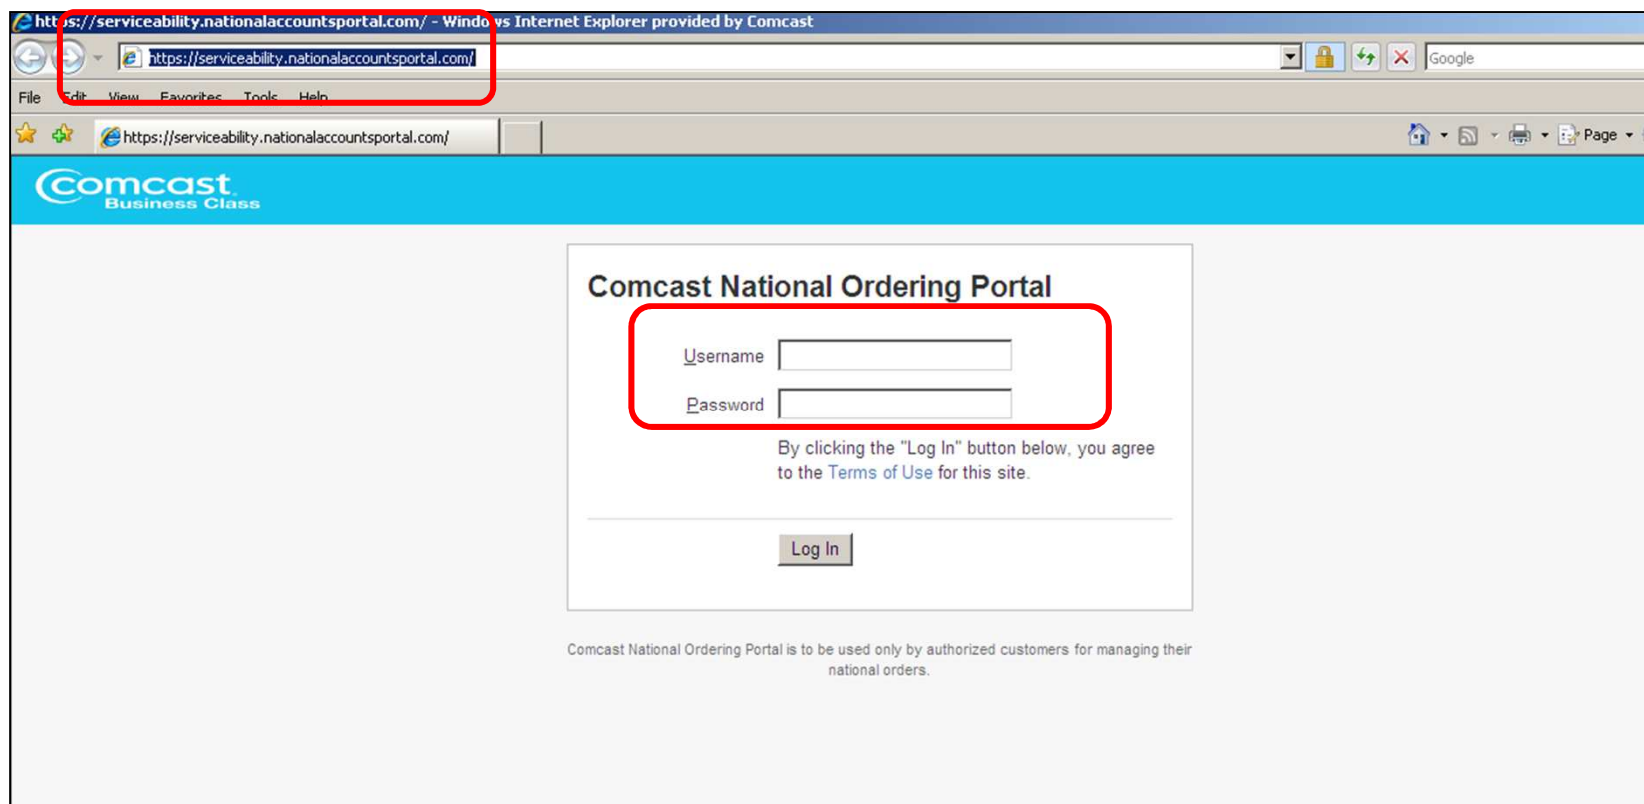 https://serviceability.nationalaccountsportal.com/ - Windows Internet Explorer provided by Comcast
https://serviceability.nationalaccountsportal.com/
Google
File Edit View Favorites Tools Help
https://serviceability.nationalaccountsportal.com/
Page
Comcast
Business Class
Comcast National Ordering Portal
Username
Password
By clicking the "Log In" button below, you agree
to the Terms of Use for this site.
Log In
Comcast National Ordering Portal is to be used only by authorized customers for managing their
national orders.